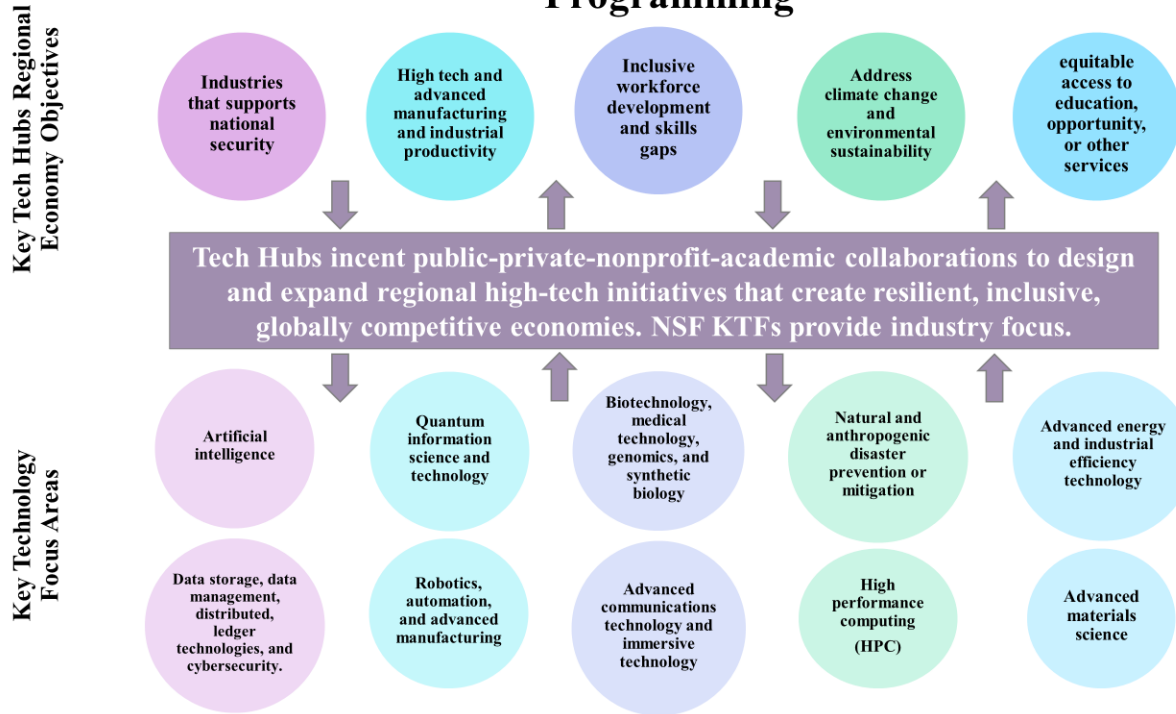 Programming
Key Tech Hubs Regional
Economy Objectives
Industries
that supports
national
security
High tech and
advanced
manufacturing
and industrial
productivity
Inclusive
workforce
development
and skills
gaps
Address
climate change
and
environmental
sustainability
equitable
access to
education,
opportunity,
or other
services
Tech Hubs incent public-private-nonprofit-academic collaborations to design
and expand regional high-tech initiatives that create resilient, inclusive,
globally competitive economies. NSF KTFs provide industry focus.
Key Technology
Focus Areas
Artificial
intelligence
Quantum
information
science and
technology
Biotechnology,
medical
technology,
genomics, and
synthetic
biology
Natural and
anthropogenic
disaster
prevention or
mitigation
Advanced energy
and industrial
efficiency
technology
Data storage, data
management,
distributed,
ledger
technologies, and
cybersecurity.
Robotics,
automation,
and advanced
manufacturing
Advanced
communications
technology and
immersive
technology
High
performance
computing
(HPC)
Advanced
materials
science